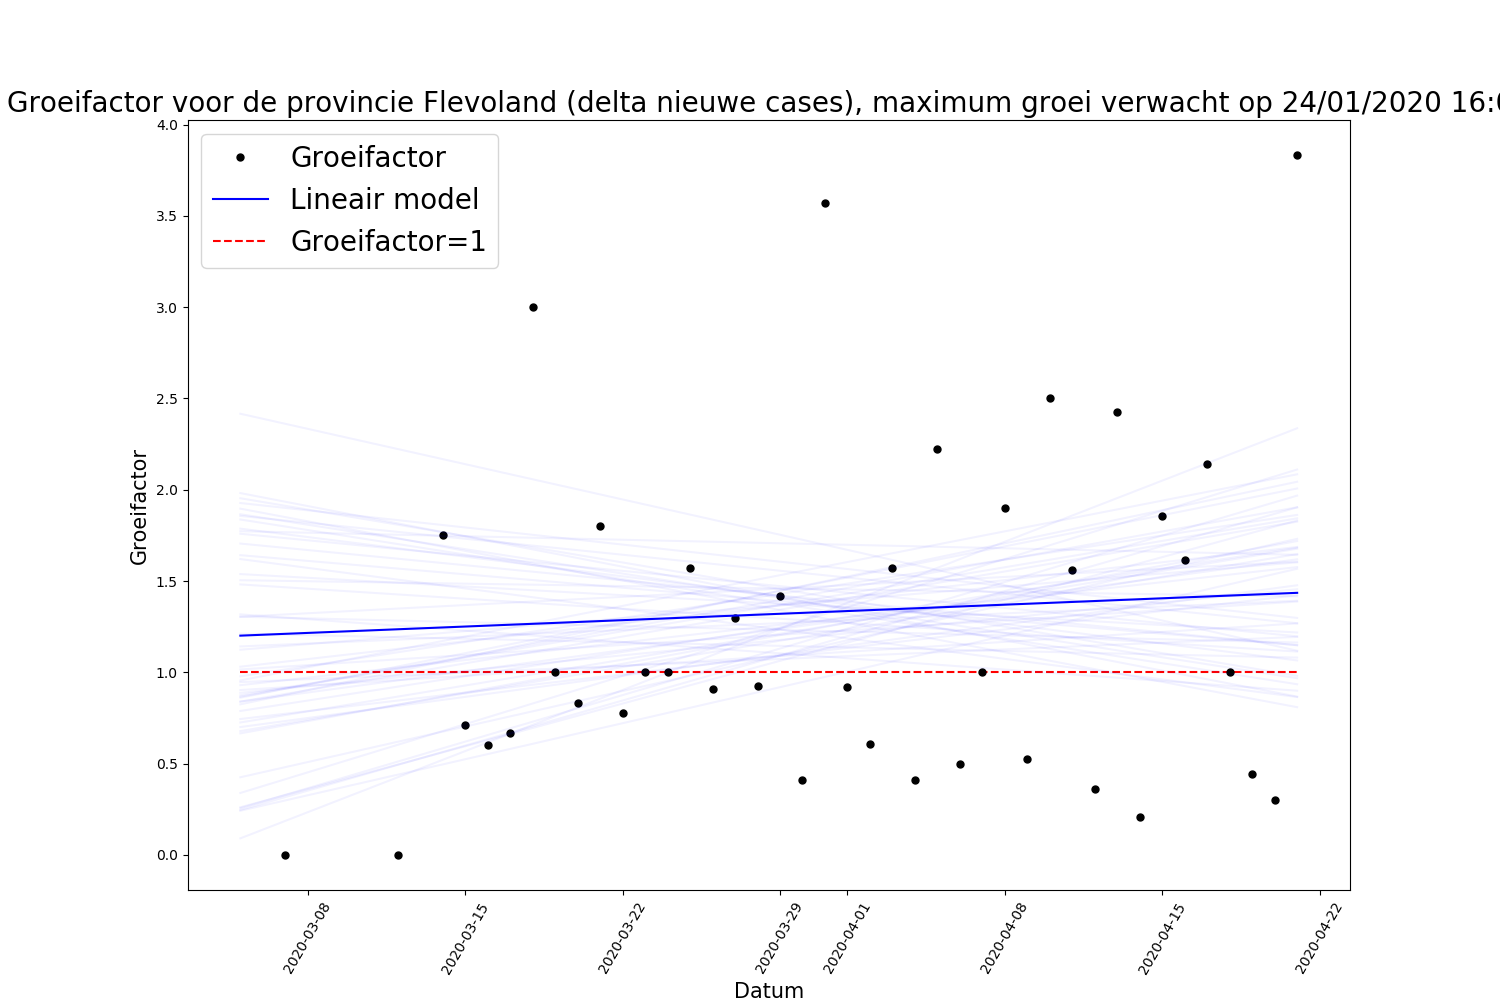 Groeifactor voor de provincie Flevoland (delta nieuwe cases), maximum groei verwacht op 24/01/2020 16:
4.0
3.5
3.0
2.5
2.0
1.5
1.0
0.5
0.0
Groeifactor
Groeifactor
Lineair model
Groeifactor=1
2020-03-08
2020-03-15
2020-03-22
2020-03-29
2020-04-01
2020-04-08
2020-04-15
2020-04-22
Datum